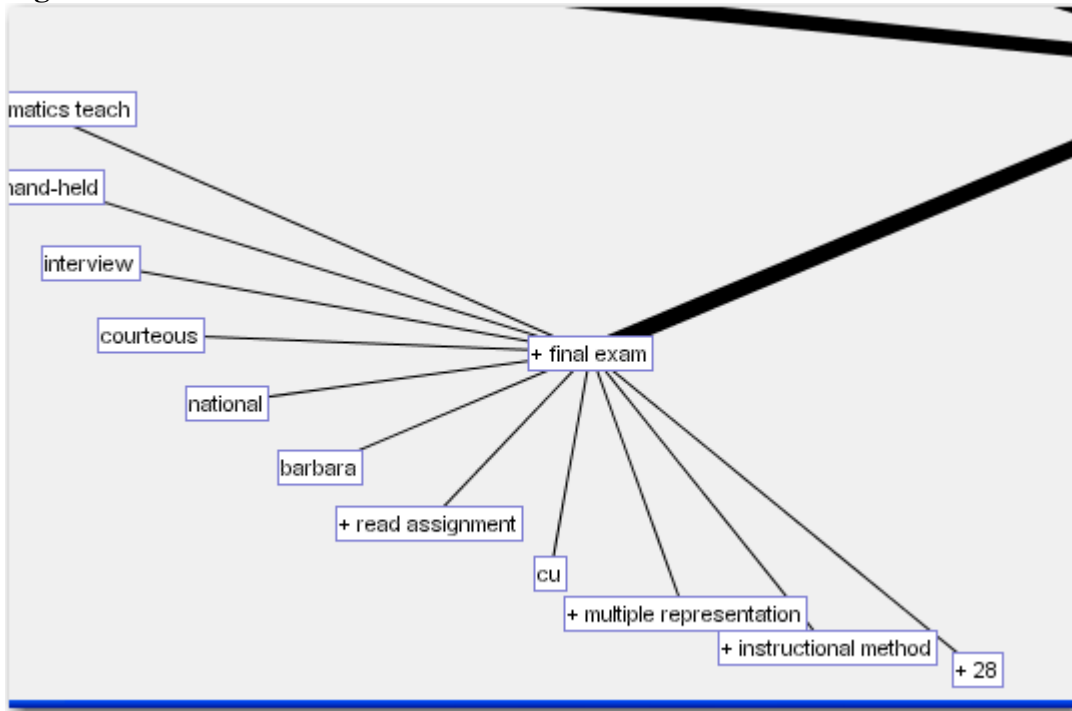 matics teach
hand-held
interview
courteous
+ final exam
national
barbara
+ read assignment
cu
+ multiple representation
+ instructional method
+ 28